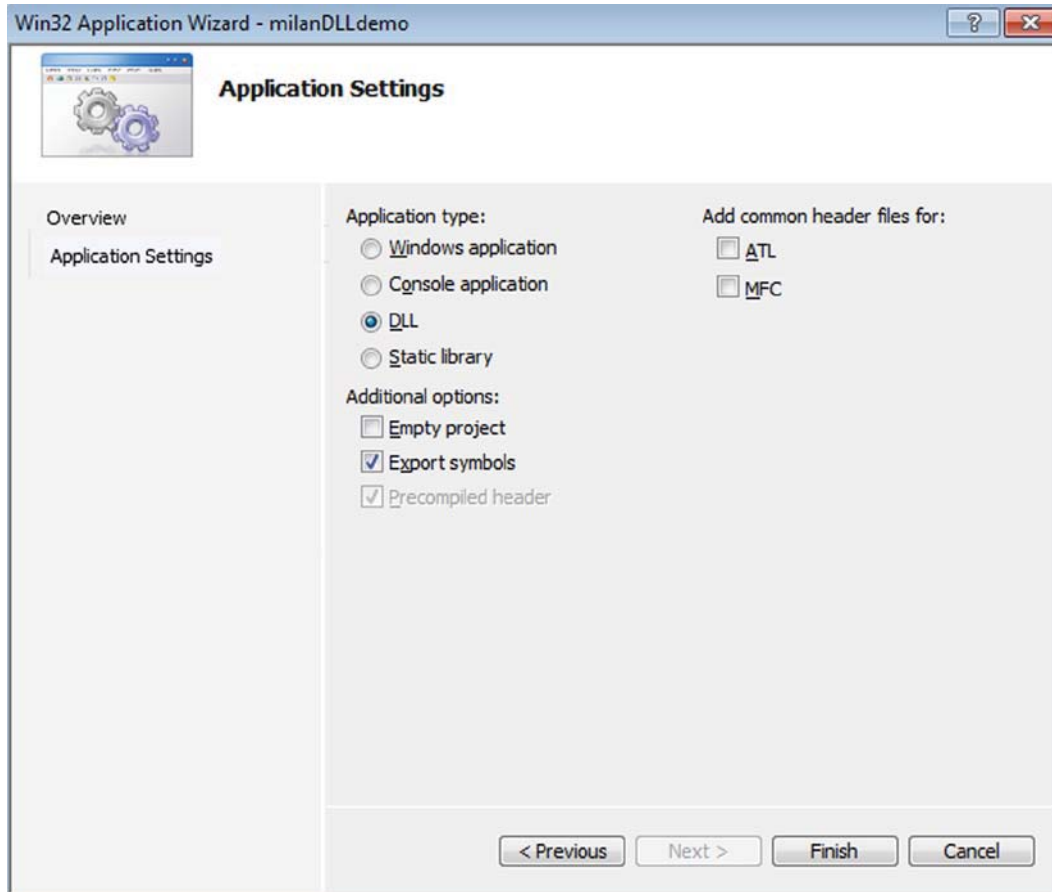 Win32 Application Wizard - milanDLLdemo
Application Settings
Overview
Application Settings
Application type:
Windows application
Console application
DLL
Static library
Additional options:
Empty project
Export symbols
Precompiled header
Add common header files for:
ATL
MFC
< Previous
Next >
Finish
Cancel